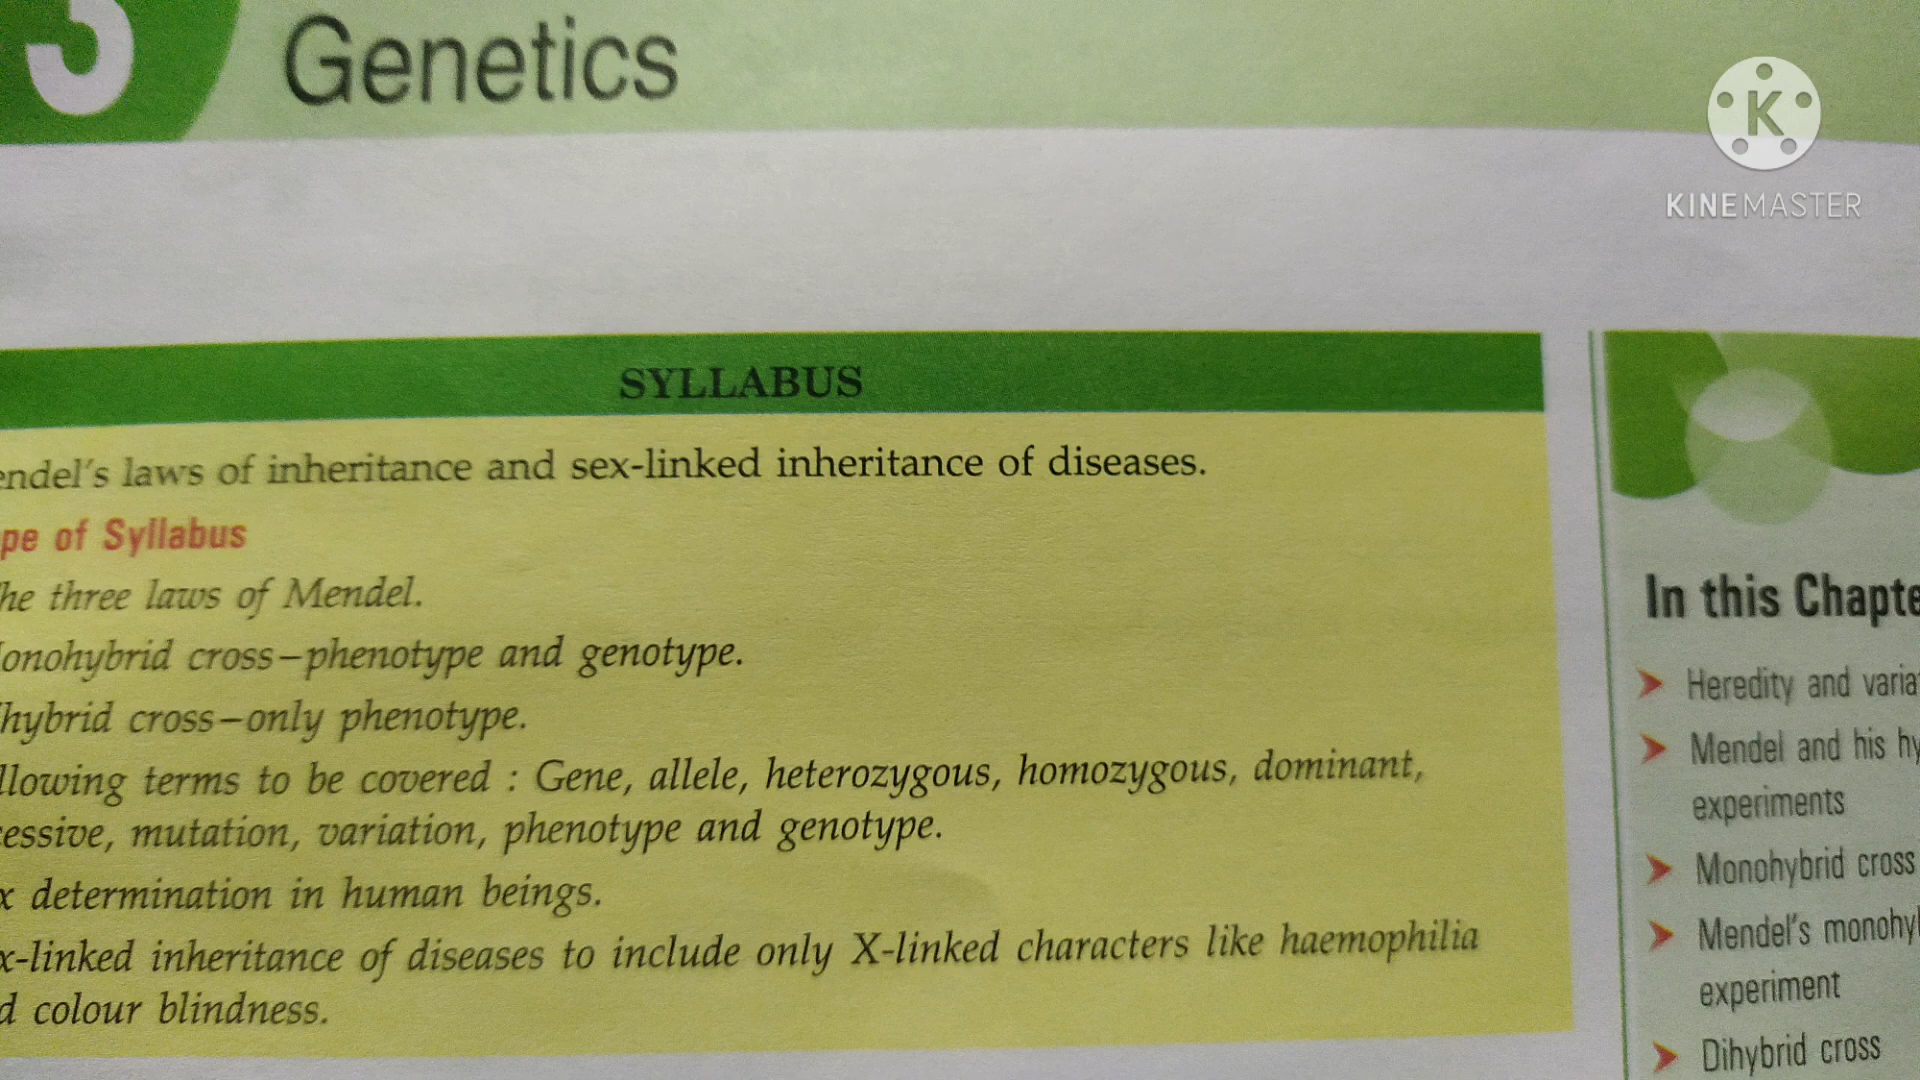 3
Genetics
K
KINEMASTER
SYLLABUS
endel's laws of inheritance and sex-linked inheritance of diseases.
pe of Syllabus
he three laws of Mendel.
onohybrid cross–phenotype and genotype.
hybrid cross–only phenotype.
llowing terms to be covered : Gene, allele, heterozygous, homozygous, dominant,
cessive, mutation, variation, phenotype and genotype.
x determination in human beings.
x-linked inheritance of diseases to include only X-linked characters like haemophilia
d colour blindness.
In this Chapte
Heredity and varia
Mendel and his hy
experiments
Monohybrid cross
Mendel's monohy
experiment
Dihybrid cross